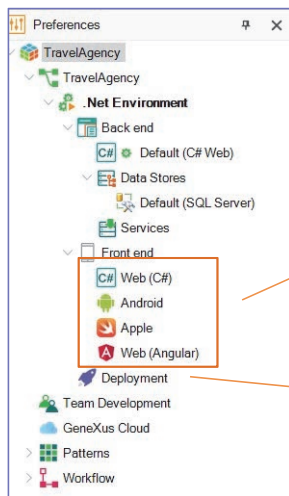 Preferences
TravelAgency
TravelAgency
.Net Environment
Back end
C# Default (C# Web)
Data Stores
Default (SQL Server)
Services
Front end
C# Web (C#)
Android
Apple
Web (Angular)
Deployment
Team Development
GeneXus Cloud
Patterns
Workflow